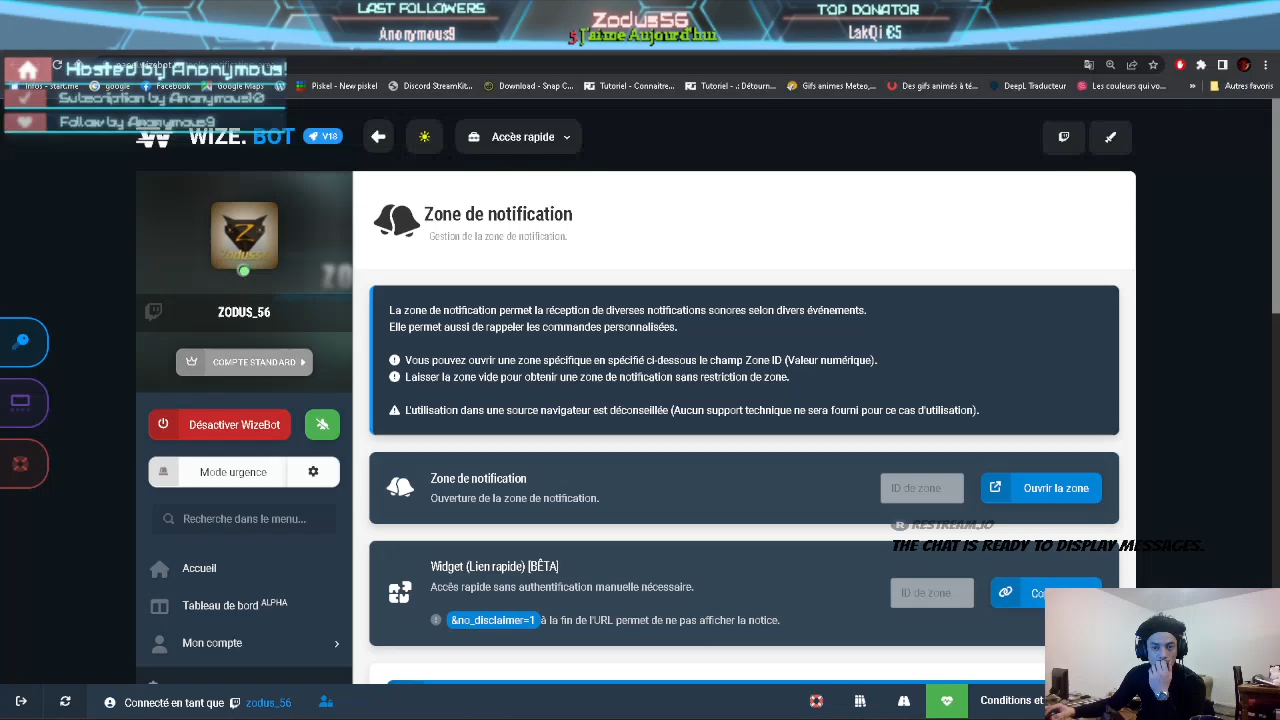 LAST FOLLOWERS
Anonymous9
Zodus56
J'aime Aujourd'hui
TOP DONATOR
LakQi €5
Hosted by Anonymous!
Subscription by Anonymous10
Follow by Anonymous9
Infos - start.me
google
Facebook
Google Maps
Piskel - New piskel
Discord StreamKit...
Download - Snap C...
Tutoriel - .: Détourn...
Tutoriel - .: Détourn...
Gifs animes Meteo,...
Des gifs animés à té...
DeepL Traducteur
Les couleurs qui vo...
»
Autres favoris
WIZE. BOT
V18
Accès rapide
Zone de notification
Gestion de la zone de notification.
ZODUS_56
COMPTE STANDARD
Désactiver WizeBot
Mode urgence
Recherche dans le menu...
Accueil
Tableau de bord ALPHA
Mon compte
La zone de notification permet la réception de diverses notifications sonores selon divers événements.
Elle permet aussi de rappeler les commandes personnalisées.
Vous pouvez ouvrir une zone spécifique en spécifié ci-dessous le champ Zone ID (Valeur numérique).
Laisser la zone vide pour obtenir une zone de notification sans restriction de zone.
L'utilisation dans une source navigateur est déconseillée (Aucun support technique ne sera fourni pour ce cas d'utilisation).
Zone de notification
Ouverture de la zone de notification.
ID de zone
Ouvrir la zone
RESTREAM.IO
THE CHAT IS READY TO DISPLAY MESSAGES.
Widget (Lien rapide) [BÊTA]
Accès rapide sans authentification manuelle nécessaire.
&no_disclaimer=1 à la fin de l'URL permet de ne pas afficher la notice.
ID de zone
Connecté en tant que zodus_56
Conditions et